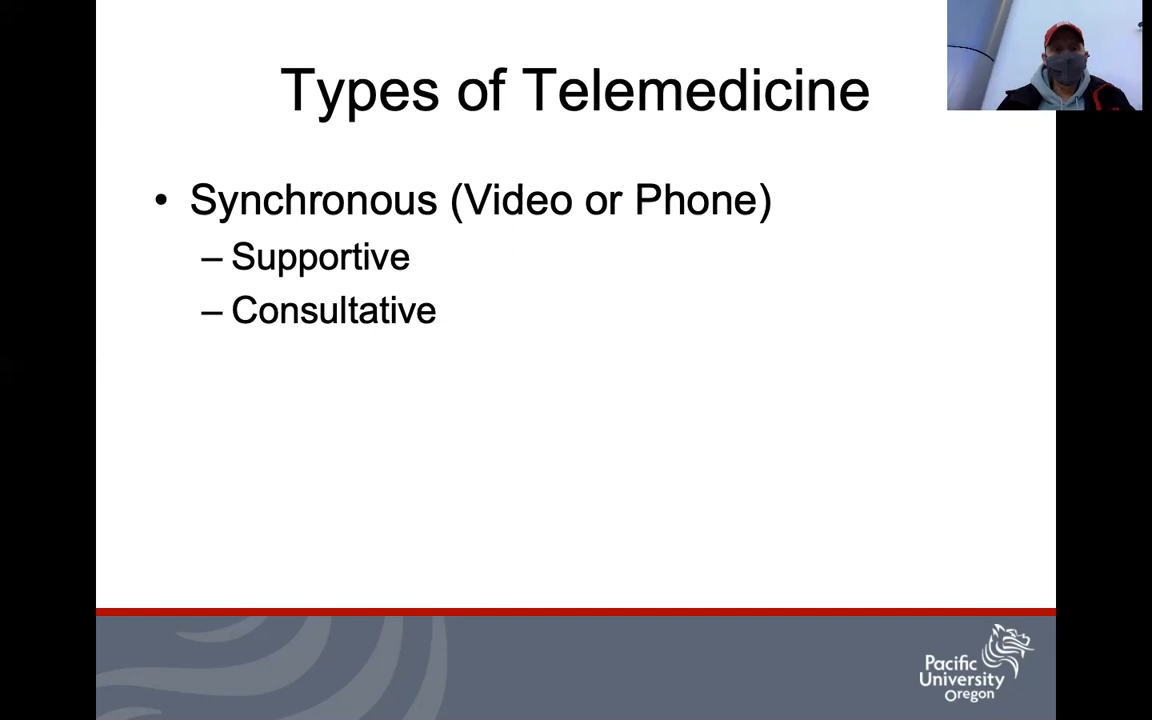 Types of Telemedicine
• Synchronous (Video or Phone)
– Supportive
– Consultative
Pacific
University
Oregon